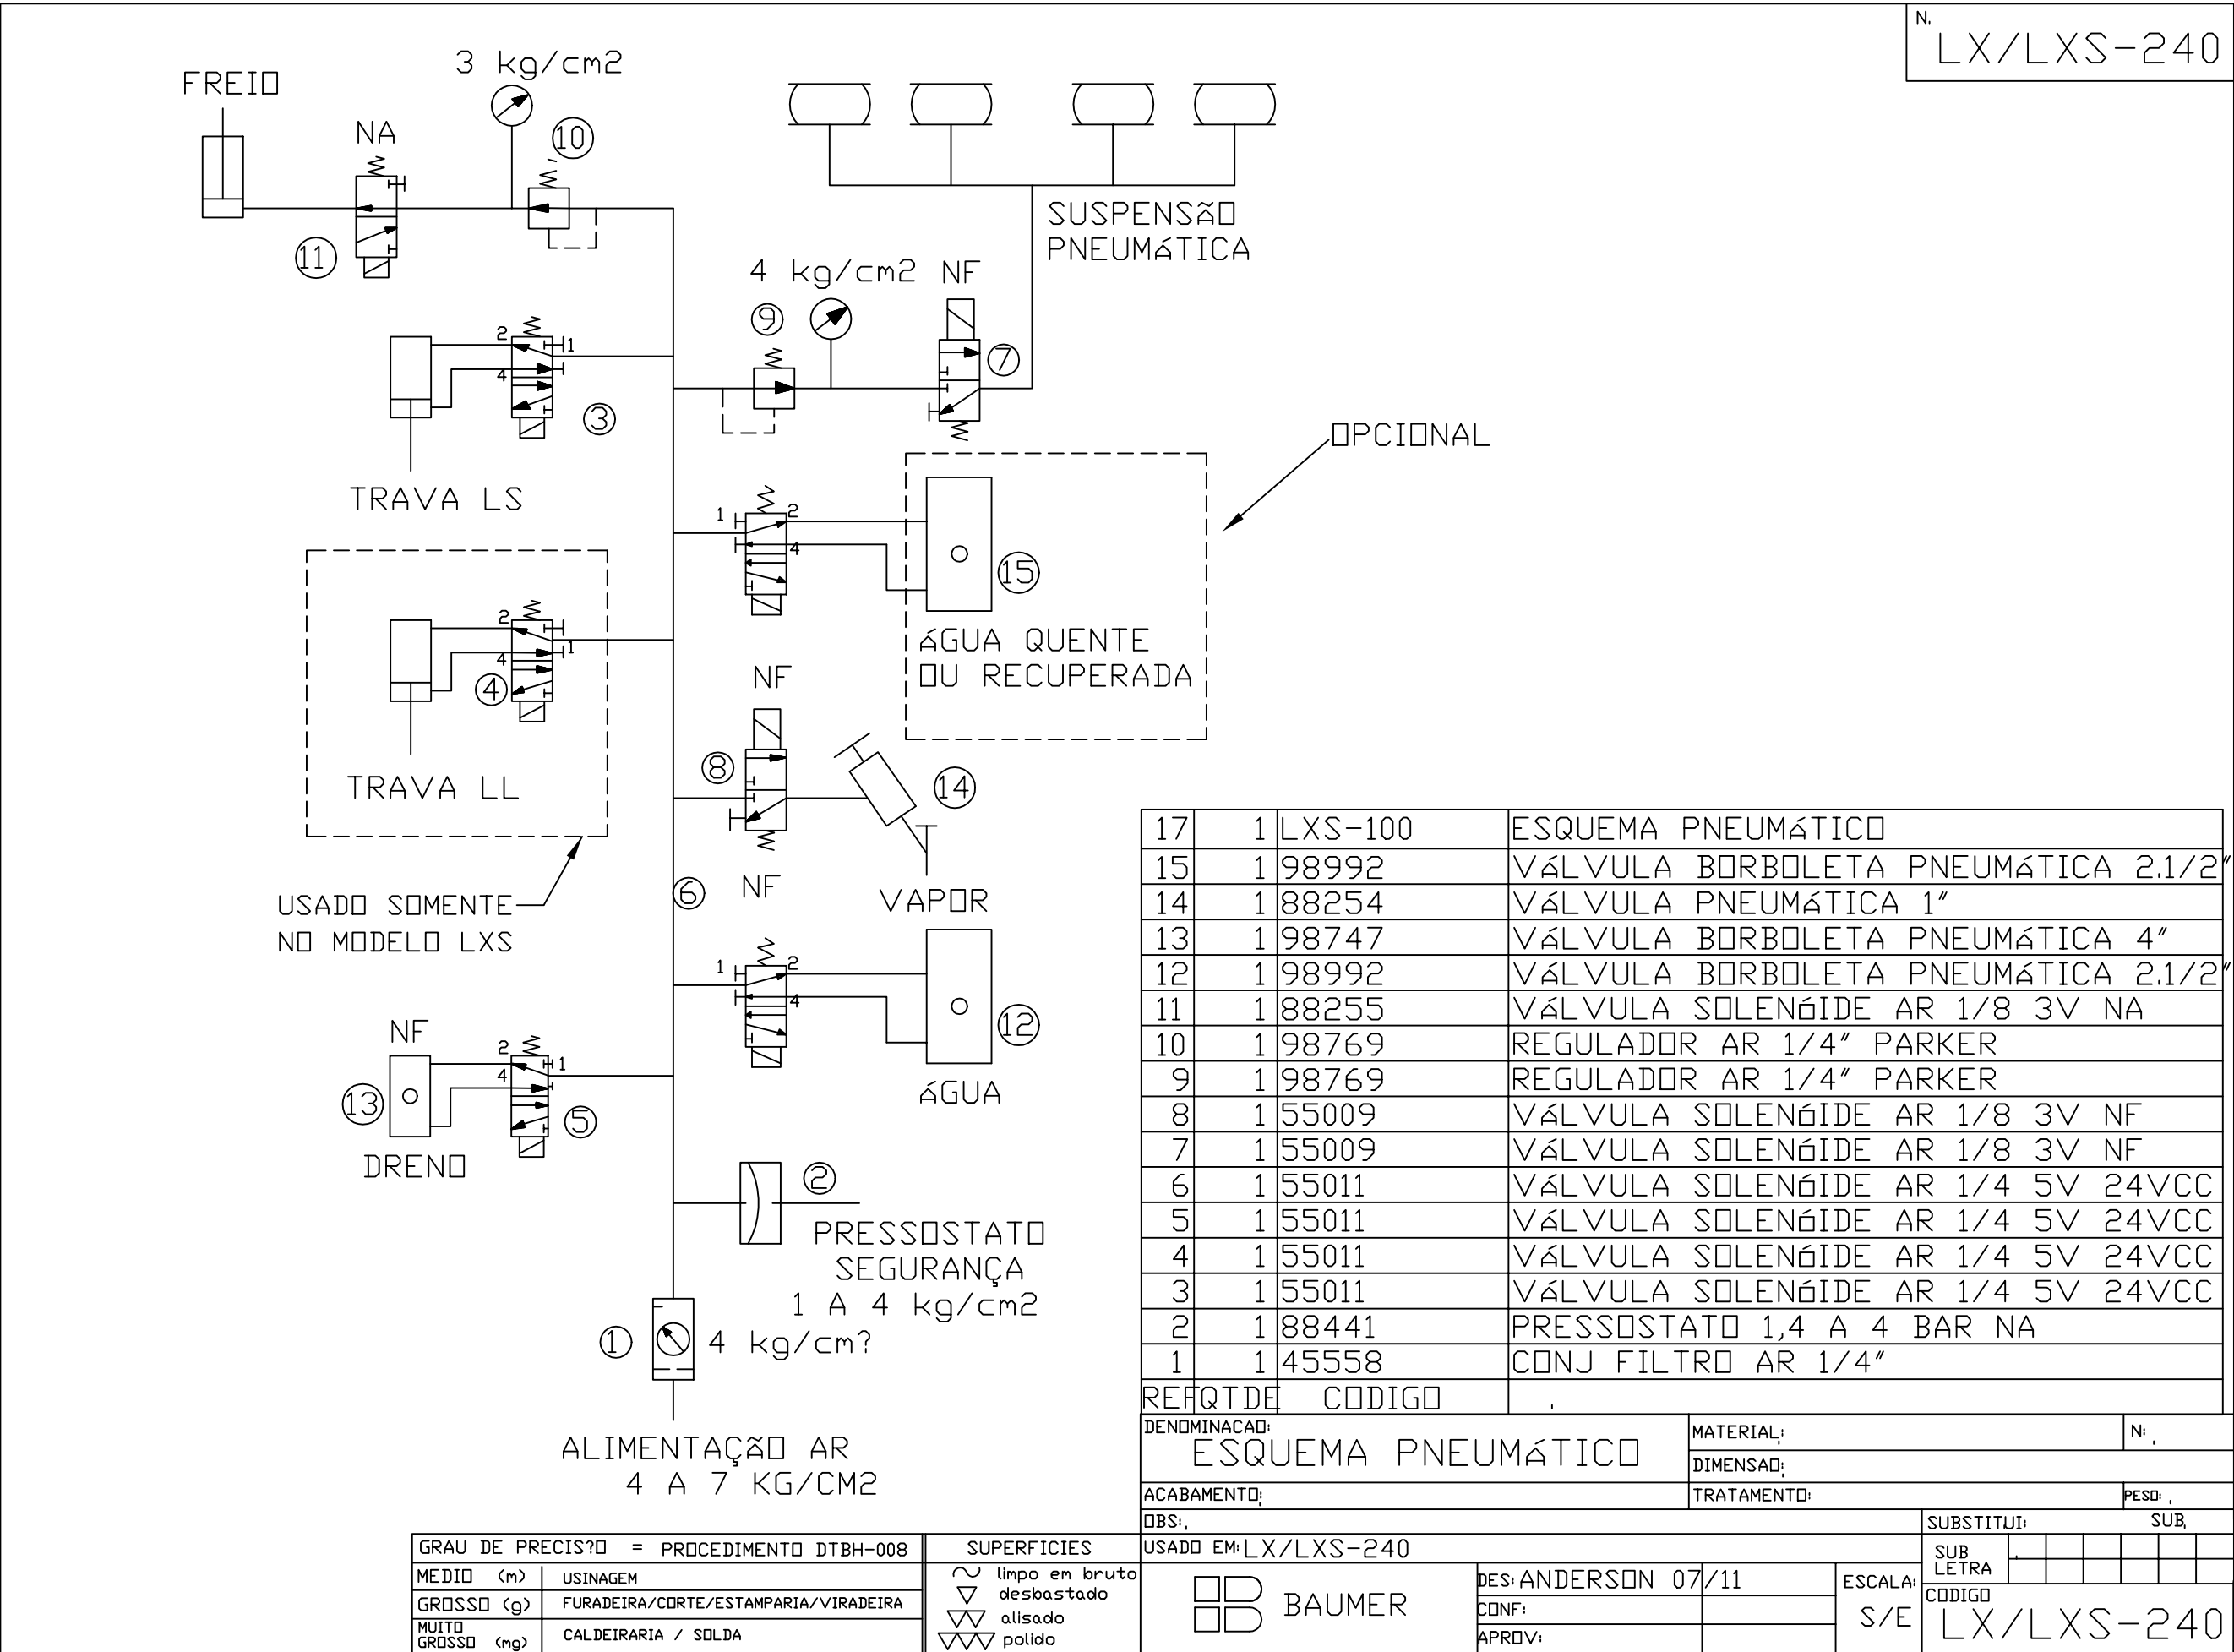 N.
LX/LXS-240
FREIO
3 kg/cm2
NA
10
11
SUSPENSãO
PNEUMáTICA
4 kg/cm2
NF
9
7
2
1
4
3
TRAVA LS
OPCIONAL
1
2
4
15
áGUA QUENTE
OU RECUPERADA
2
4
1
4
TRAVA LL
NF
8
14
VAPOR
USADO SOMENTE
NO MODELO LXS
6
NF
1
2
4
12
áGUA
NF
2
4
1
13
5
DRENO
2
PRESSOSTATO
SEGURANÇA
1 A 4 kg/cm2
1
4 kg/cm?
ALIMENTAÇãO AR
4 A 7 KG/CM2
17 1 LXS-100 ESQUEMA PNEUMáTICO
15 1 98992 VáLVULA BORBOLETA PNEUMáTICA 2.1/2"
14 1 88254 VáLVULA PNEUMáTICA 1"
13 1 98747 VáLVULA BORBOLETA PNEUMáTICA 4"
12 1 98992 VáLVULA BORBOLETA PNEUMáTICA 2.1/2"
11 1 88255 VáLVULA SOLENóIDE AR 1/8 3V NA
10 1 98769 REGULADOR AR 1/4" PARKER
9 1 98769 REGULADOR AR 1/4" PARKER
8 1 55009 VáLVULA SOLENóIDE AR 1/8 3V NF
7 1 55009 VáLVULA SOLENóIDE AR 1/8 3V NF
6 1 55011 VáLVULA SOLENóIDE AR 1/4 5V 24VCC
5 1 55011 VáLVULA SOLENóIDE AR 1/4 5V 24VCC
4 1 55011 VáLVULA SOLENóIDE AR 1/4 5V 24VCC
3 1 55011 VáLVULA SOLENóIDE AR 1/4 5V 24VCC
2 1 88441 PRESSOSTATO 1,4 A 4 BAR NA
1 1 45558 CONJ FILTRO AR 1/4"
REF QTDE CODIGO .
DENOMINACAO:
ESQUEMA PNEUMáTICO
MATERIAL:
N:
DIMENSAO:
ACABAMENTO:
TRATAMENTO:
PESO:
OBS:
SUBSTITUI:
SUB.
USADO EM: LX/LXS-240
SUB
LETRA
BAUMER
DES: ANDERSON 07/11
CONF:
APROV:
ESCALA:
S/E
CODIGO
LX/LXS-240
GRAU DE PRECIS?O = PROCEDIMENTO DTBH-008
MEDIO (m) USINAGEM
GROSSO (g) FURADEIRA/CORTE/ESTAMPARIA/VIRADEIRA
MUITO
GROSSO (mg) CALDEIRARIA / SOLDA
SUPERFICIES
limpo em bruto
desbastado
alisado
polido